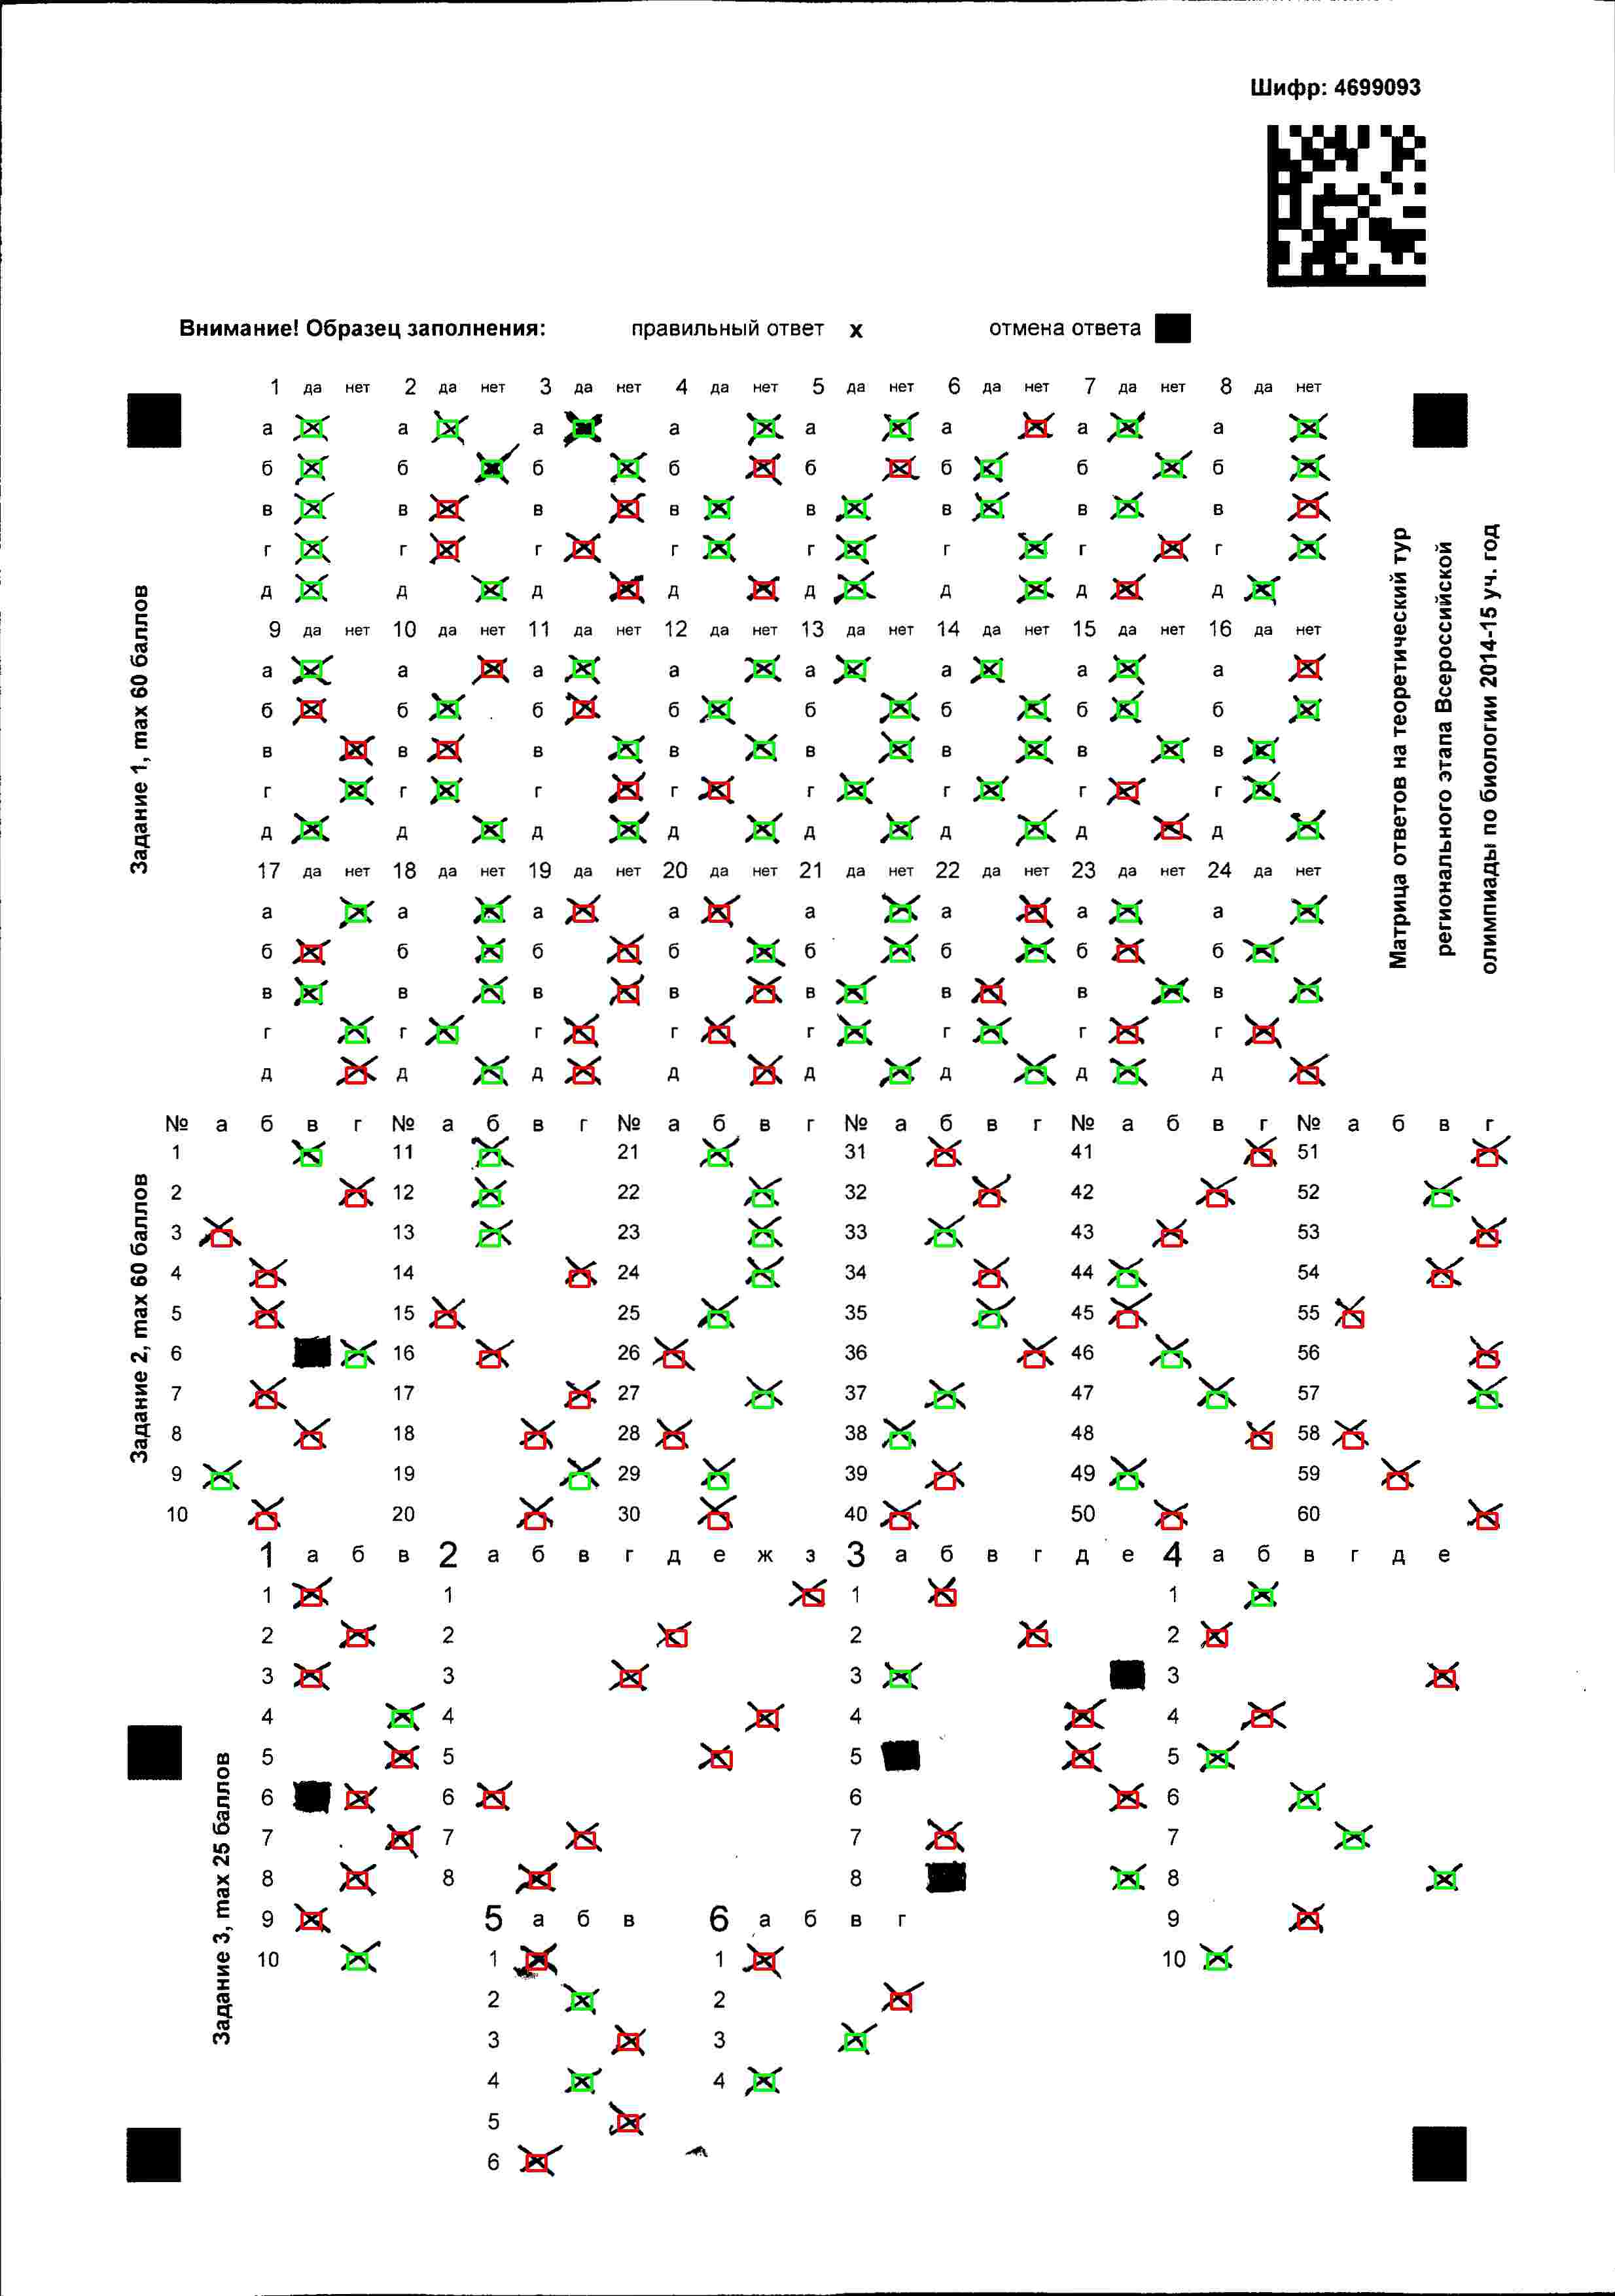 Шифр: 4699093
Внимание! Образец заполнения: правильный ответ х отмена ответа
Задание 1, max 60 баллов
1 да нет 2 да нет 3 да нет 4 да нет 5 да нет 6 да нет 7 да нет 8 да нет
а а а а а а а а
б б б б б б б б
в в в в в в в в
г г г г г г г г
д д д д д д д д
9 да нет 10 да нет 11 да нет 12 да нет 13 да нет 14 да нет 15 да нет 16 да нет
а а а а а а а а
б б б б б б б б
в в в в в в в в
г г г г г г г г
д д д д д д д д
17 да нет 18 да нет 19 да нет 20 да нет 21 да нет 22 да нет 23 да нет 24 да нет
а а а а а а а а
б б б б б б б б
в в в в в в в в
г г г г г г г г
д д д д д д д д
Матрица ответов на теоретический тур
регионального этапа Всероссийской
олимпиады по биологии 2014-15 уч. год
Задание 2, max 60 баллов
№ а б в г № а б в г № а б в г № а б в г № а б в г № а б в г
1 11 21 31 41 51
2 12 22 32 42 52
3 13 23 33 43 53
4 14 24 34 44 54
5 15 25 35 45 55
6 16 26 36 46 56
7 17 27 37 47 57
8 18 28 38 48 58
9 19 29 39 49 59
10 20 30 40 50 60
Задание 3, max 25 баллов
1 а б в 2 а б в г д е ж з 3 а б в г д е 4 а б в г д е
1 1 1 1
2 2 2 2
3 3 3 3
4 4 4 4
5 5 5 5
6 6 6 6
7 7 7 7
8 8 8 8
9 5 а б в 6 а б в г 9
10 1 1 10
2 2
3 3
4 4
5
6